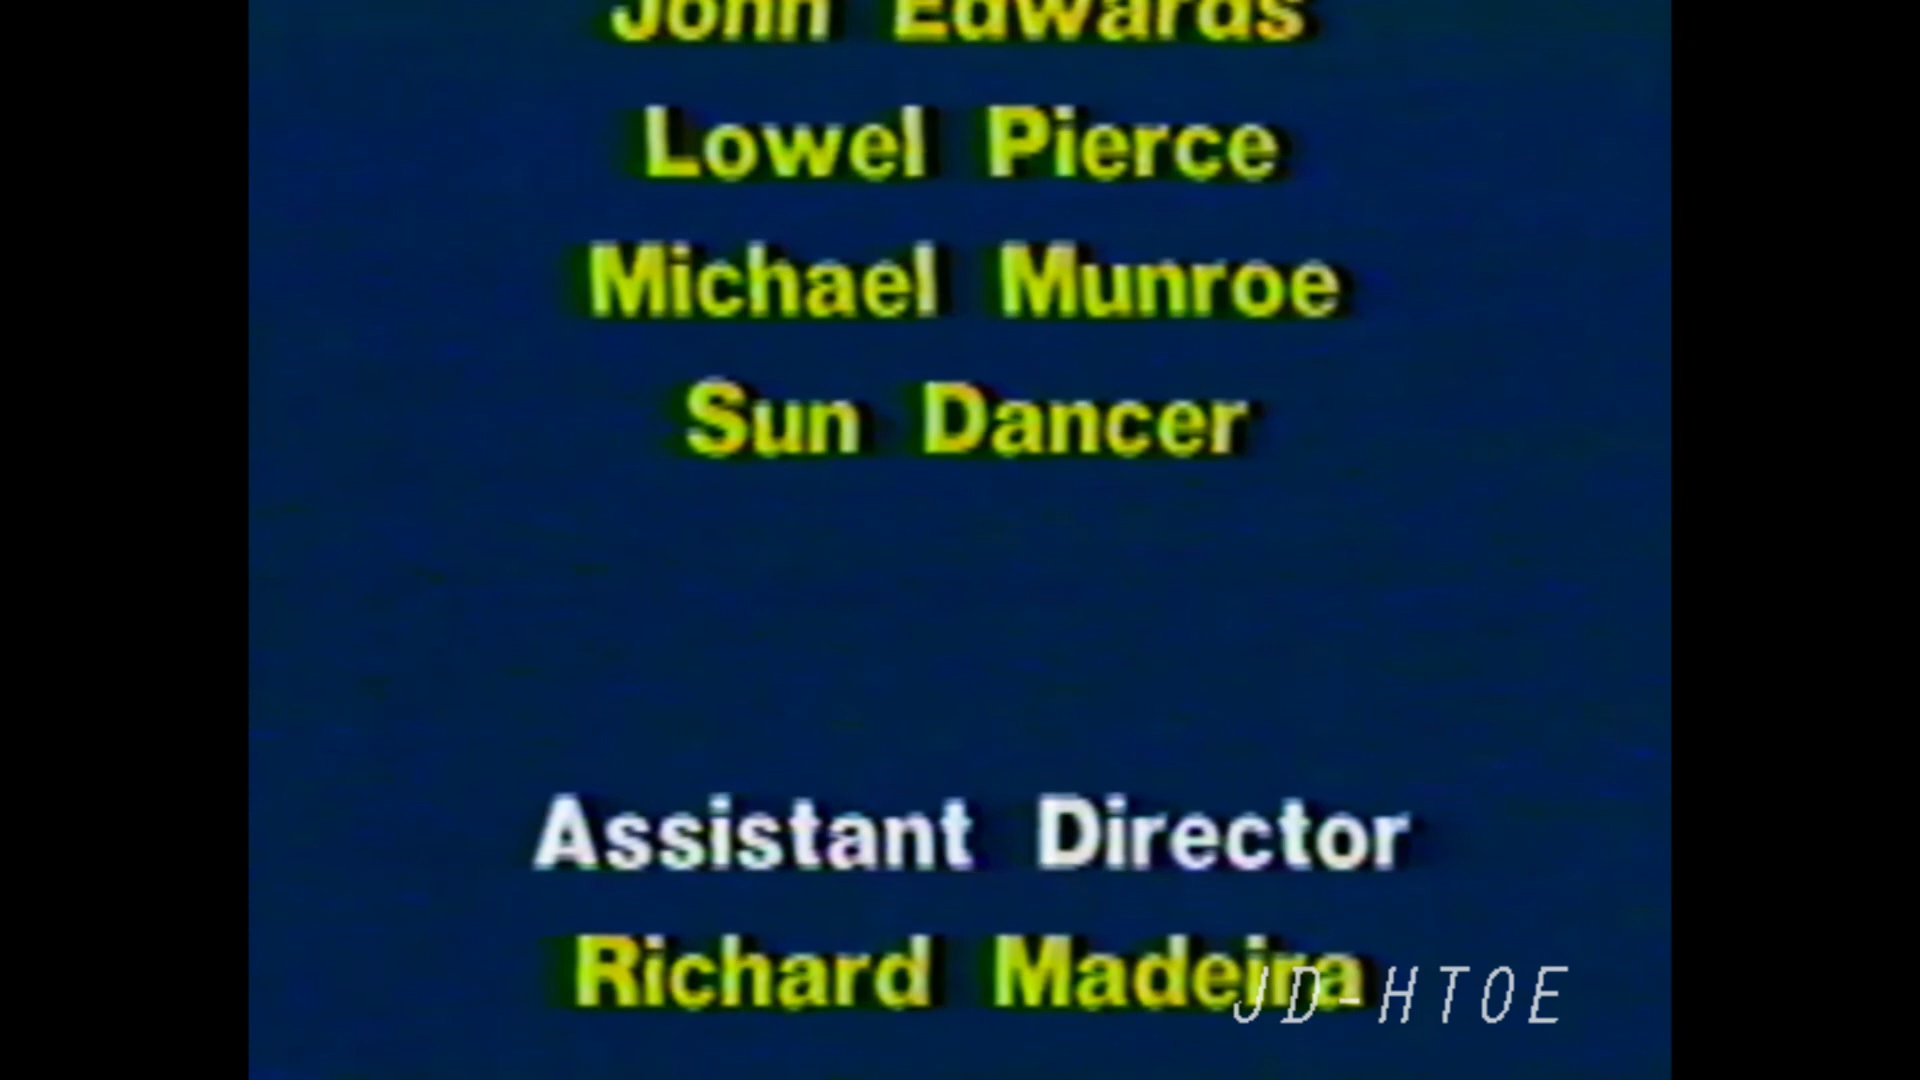 John Edwards
Lowel Pierce
Michael Munroe
Sun Dancer
Assistant Director
Richard Madeira
JD-HTOE